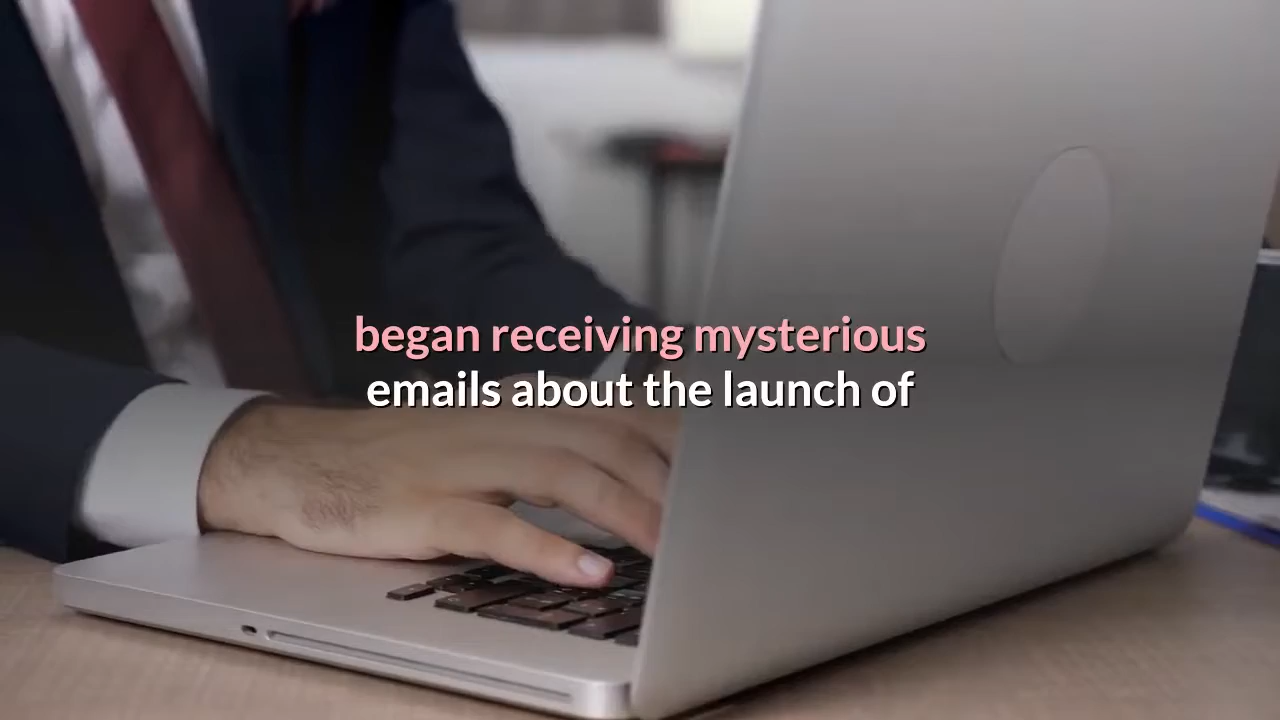 began receiving mysterious
emails about the launch of